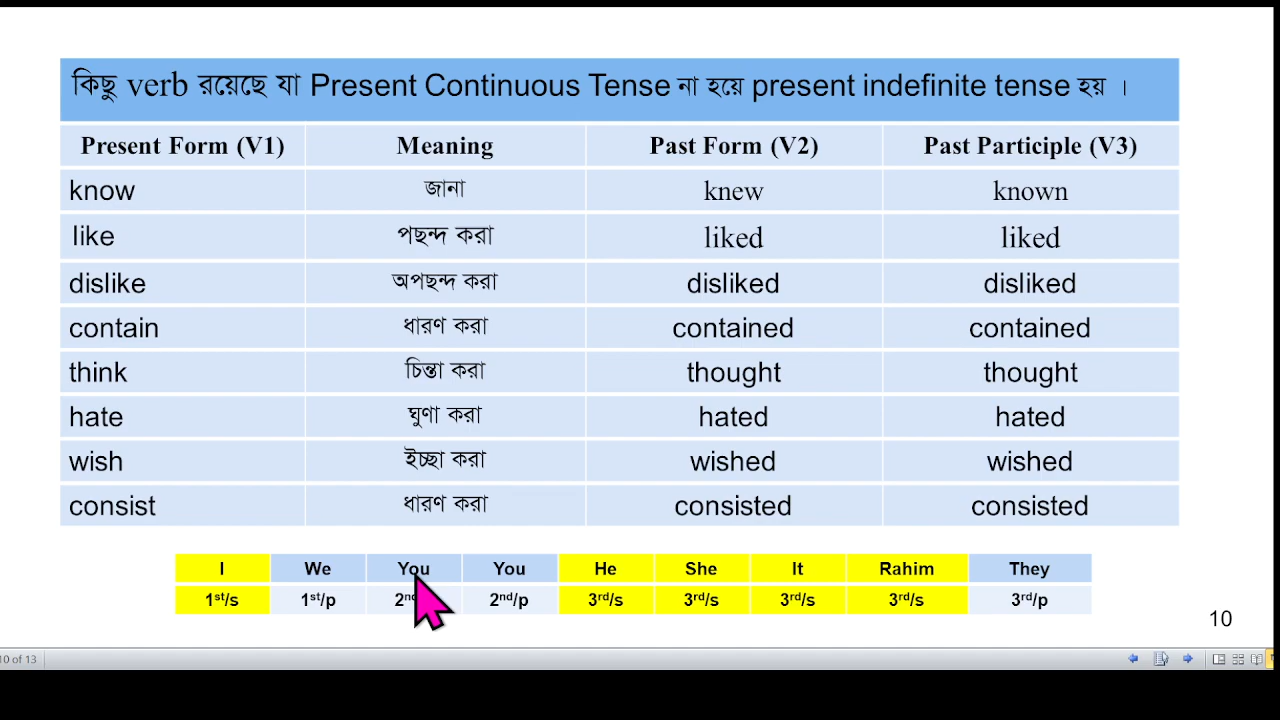 কিছু verb রয়েছে যা Present Continuous Tense না হয়ে present indefinite tense হয় ।
Present Form (V1) Meaning Past Form (V2) Past Participle (V3)
know জানা knew known
like পছন্দ করা liked liked
dislike অপছন্দ করা disliked disliked
contain ধারণ করা contained contained
think চিন্তা করা thought thought
hate ঘুণা করা hated hated
wish ইচ্ছা করা wished wished
consist ধারণ করা consisted consisted
I We You You He She It Rahim They
1st/s 1st/p 2nd/p 3rd/s 3rd/s 3rd/s 3rd/s 3rd/p
10
10 of 13